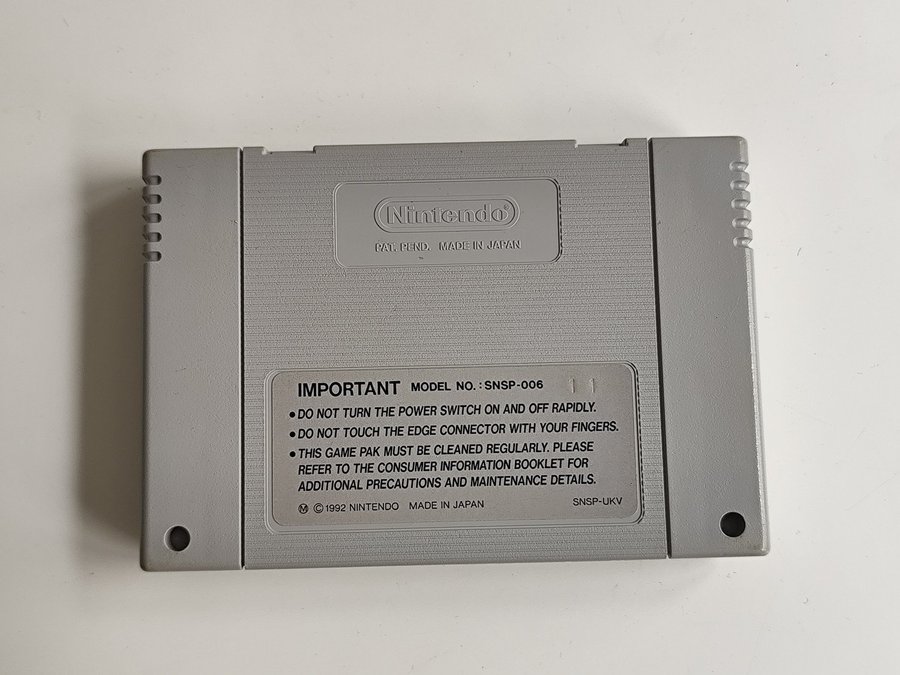 Nintendo
PAT. PEND. MADE IN JAPAN
IMPORTANT MODEL NO. : SNSP-006 11
● DO NOT TURN THE POWER SWITCH ON AND OFF RAPIDLY.
● DO NOT TOUCH THE EDGE CONNECTOR WITH YOUR FINGERS.
● THIS GAME PAK MUST BE CLEANED REGULARLY. PLEASE
REFER TO THE CONSUMER INFORMATION BOOKLET FOR
ADDITIONAL PRECAUTIONS AND MAINTENANCE DETAILS.
Ⓜ ©1992 NINTENDO MADE IN JAPAN SNSP-UKV